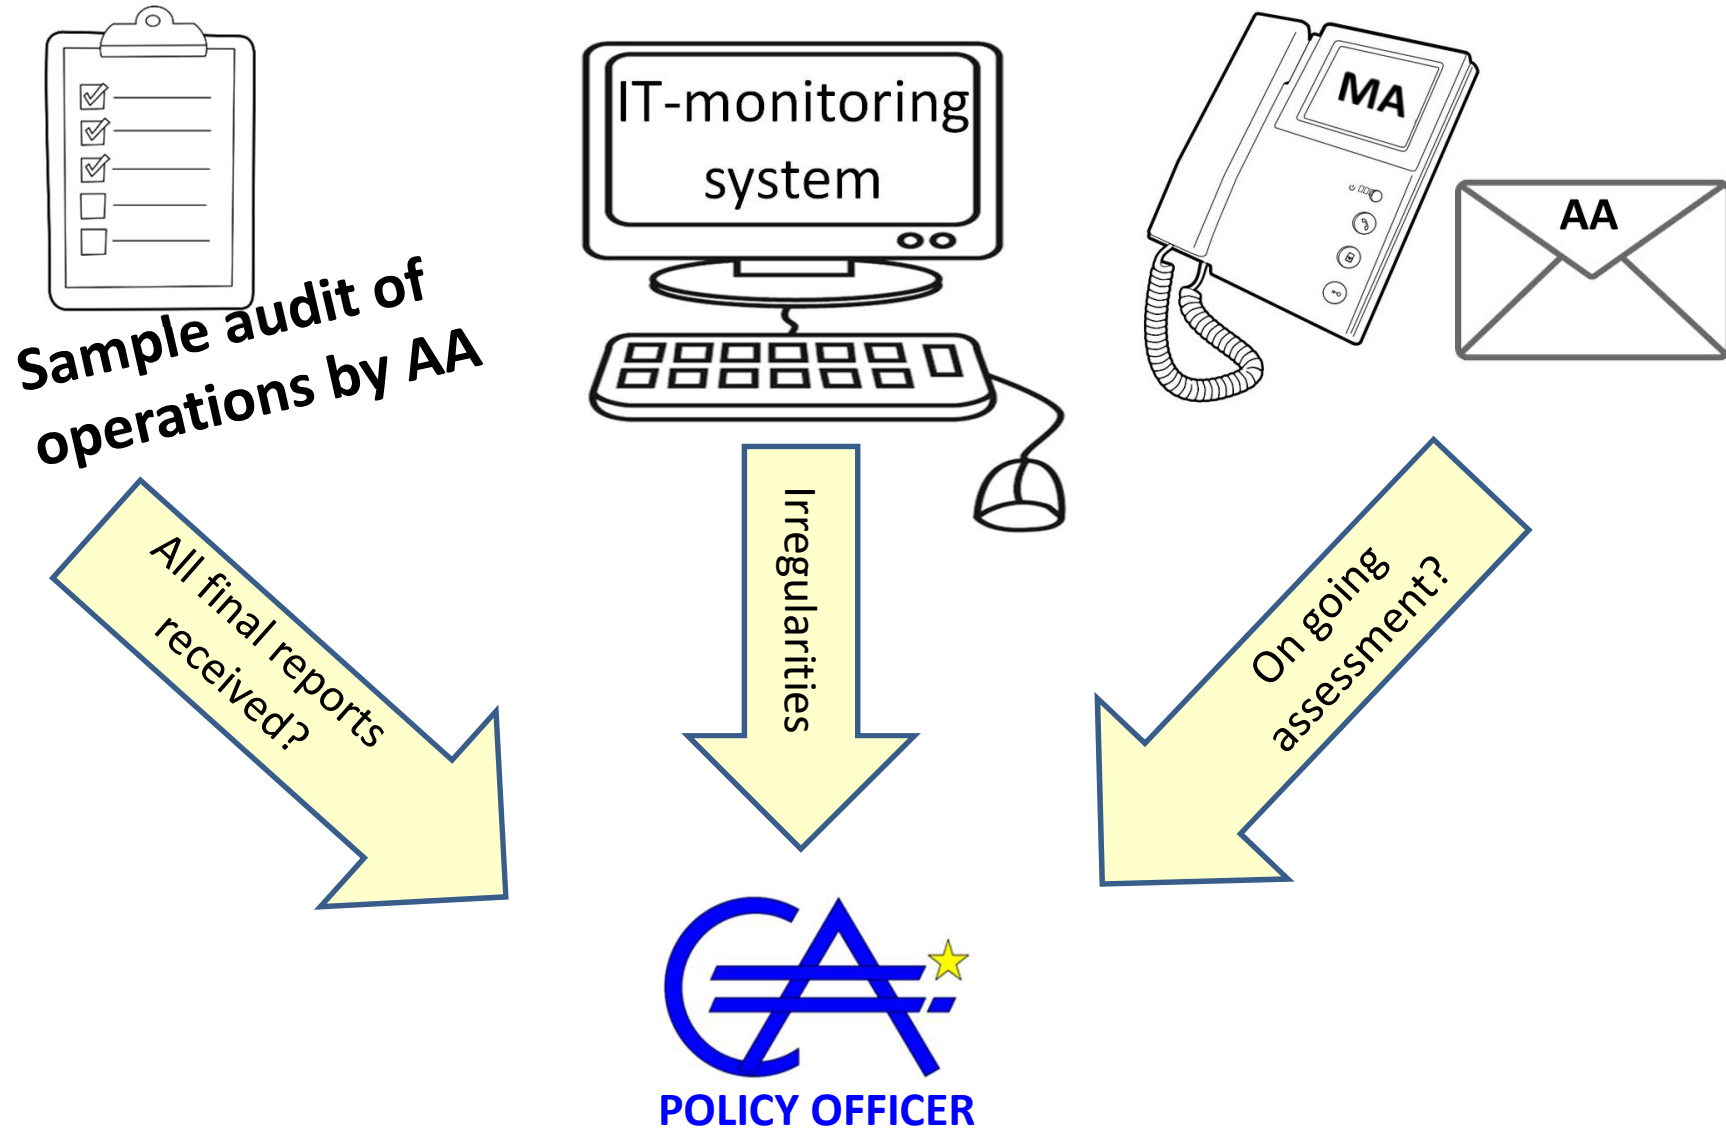 Sample audit of
operations by AA
IT-monitoring
system
MA
AA
All final reports
received?
Irregularities
On going
assessment?
CA
POLICY OFFICER